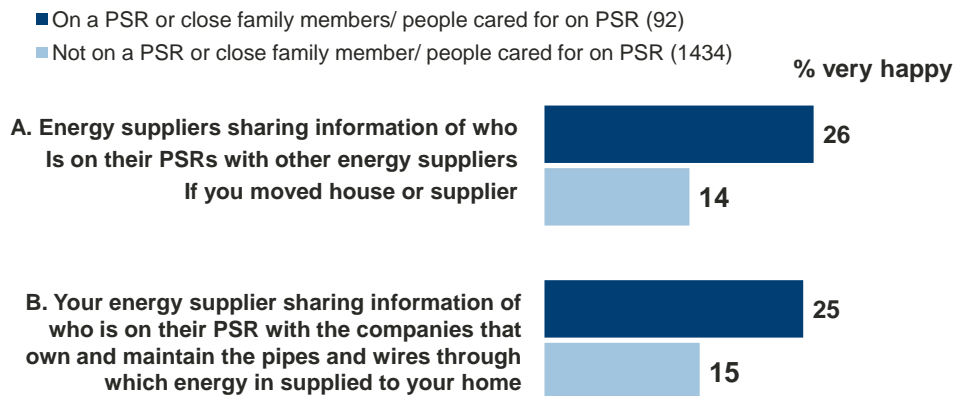 On a PSR or close family members/ people cared for on PSR (92)
Not on a PSR or close family member/ people cared for on PSR (1434)
% very happy
A. Energy suppliers sharing information of who
Is on their PSRs with other energy suppliers
If you moved house or supplier
26
14
B. Your energy supplier sharing information of
who is on their PSR with the companies that
own and maintain the pipes and wires through
which energy in supplied to your home
25
15